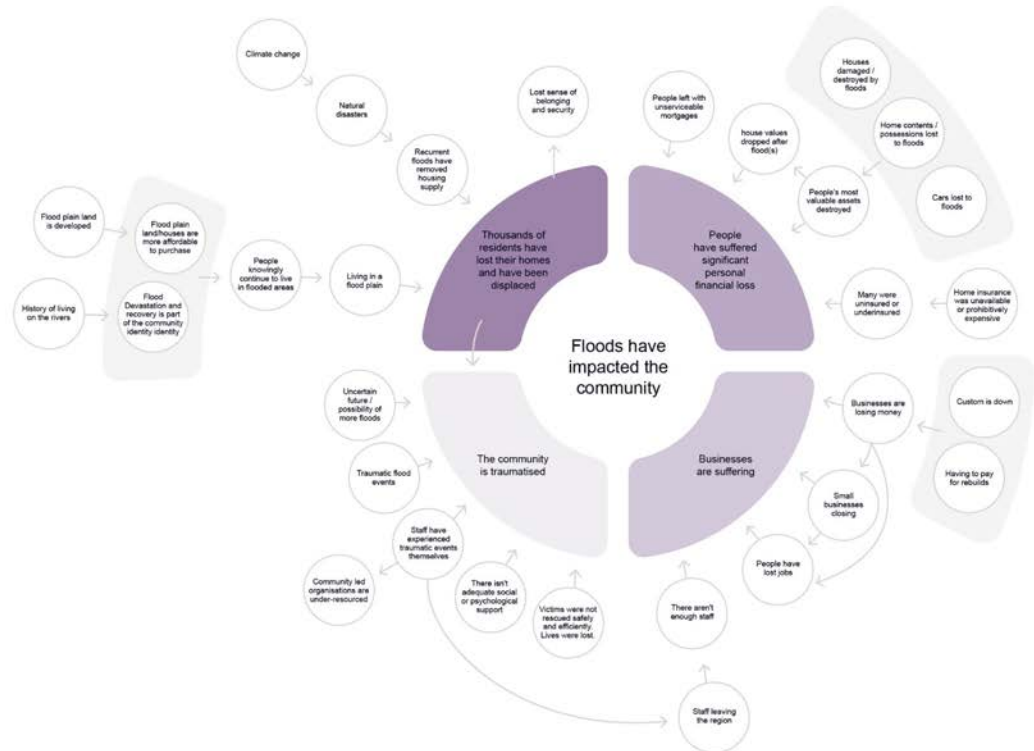 Climate change
Natural
disasters
Recurrent
floods have
removed
housing
supply
Lost sense of
belonging
and security
Flood plain land
is developed
Flood plain
land/houses are
more affordable
to purchase
History of living
on the rivers
Flood
Devastation and
recovery is part
of the community
identity identity
People
knowingly
continue to live
in flooded areas
Living in a
flood plain
Thousands of
residents have
lost their homes
and have been
displaced
People left with
unserviceable
mortgages
house values
dropped after
flood(s)
People's most
valuable assets
destroyed
Houses
damaged /
destroyed by
floods
Home contents /
possessions lost
to floods
Cars lost to
floods
People
have suffered
significant
personal
financial loss
Many were
uninsured or
underinsured
Home insurance
was unavailable
or prohibitively
expensive
Floods have
impacted the
community
Uncertain
future /
possibility of
more floods
Traumatic flood
events
The community
is traumatised
Staff have
experienced
traumatic events
themselves
Community led
organisations are
under-resourced
There isn't
adequate social
or psychological
support
Victims were not
rescued safely
and efficiently.
Lives were lost.
Businesses
are suffering
Businesses are
losing money
Custom is down
Having to pay
for rebuilds
Small
businesses
closing
People have
lost jobs
There aren't
enough staff
Staff leaving
the region